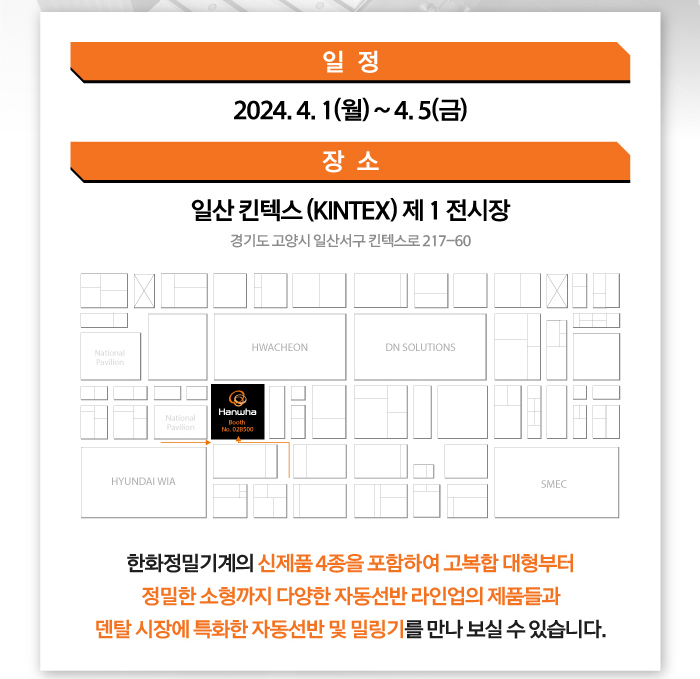 일 정
2024. 4. 1(월) ~ 4. 5(금)
장 소
일산 킨텍스 (KINTEX) 제 1 전시장
경기도 고양시 일산서구 킨텍스로 217-60
HWACHEON
DN SOLUTIONS
National
Pavilion
Hanwha
Booth
No. 02B500
National
Pavilion
HYUNDAI WIA
SMEC
한화정밀기계의 신제품 4종을 포함하여 고복합 대형부터
정밀한 소형까지 다양한 자동선반 라인업의 제품들과
덴탈 시장에 특화한 자동선반 및 밀링기를 만나 보실 수 있습니다.